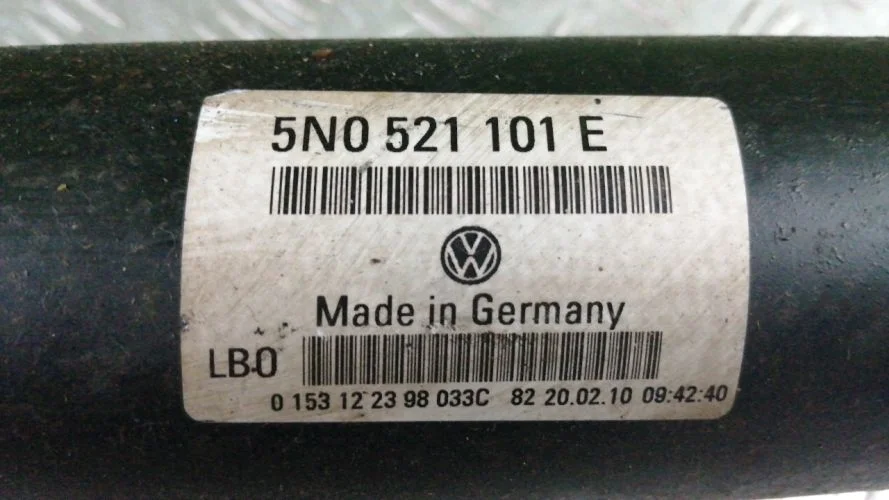 5N0 521 101 E
Made in Germany
LBO
0 153 12 23 98 033C 82 20.02.10 09:42:40